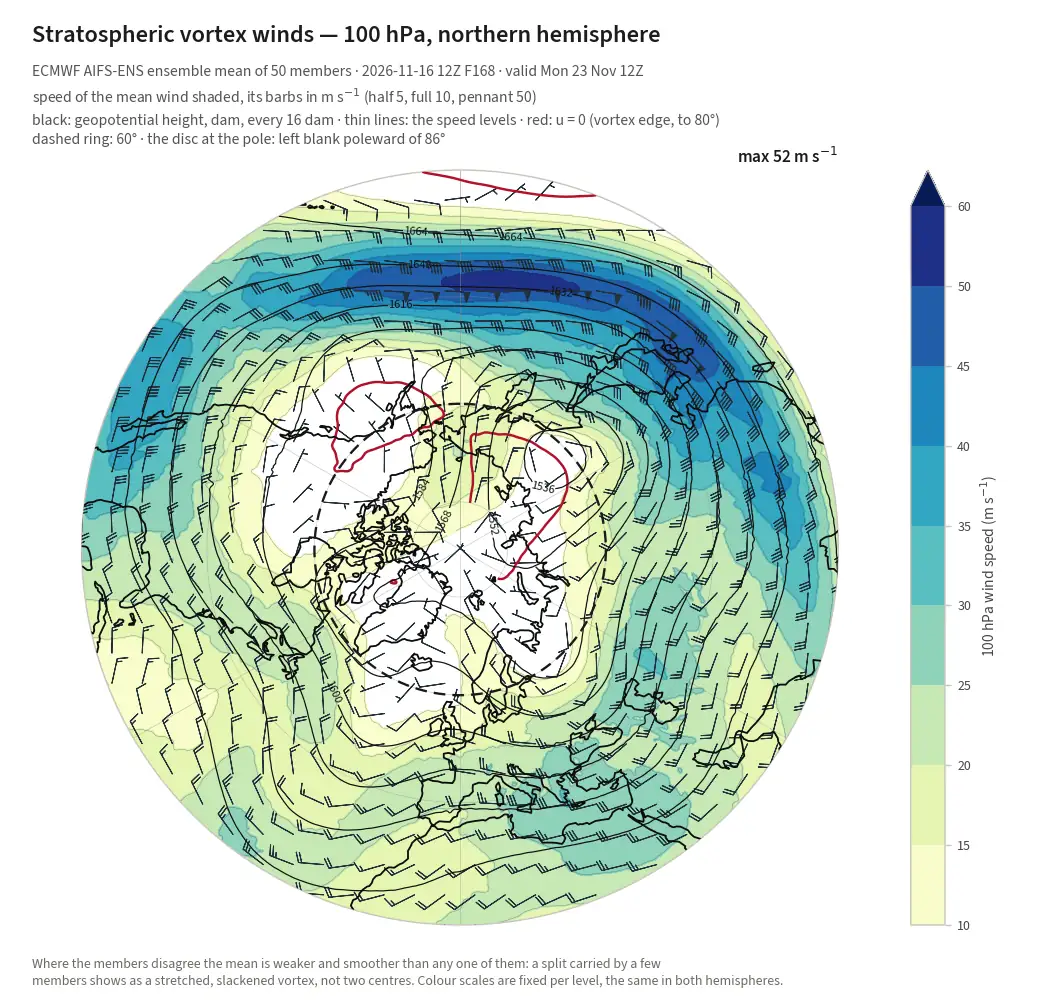 Stratospheric vortex winds — 100 hPa, northern hemisphere
ECMWF AIFS-ENS ensemble mean of 50 members · 2026-11-16 12Z F168 · valid Mon 23 Nov 12Z
speed of the mean wind shaded, its barbs in m s⁻¹ (half 5, full 10, pennant 50)
black: geopotential height, dam, every 16 dam · thin lines: the speed levels · red: u = 0 (vortex edge, to 80°)
dashed ring: 60° · the disc at the pole: left blank poleward of 86°
max 52 m s⁻¹
1664
1664
1648
1632
1616
1536
1552
1568
1600
60
50
45
40
35
30
25
20
15
10
100 hPa wind speed (m s⁻¹)
Where the members disagree the mean is weaker and smoother than any one of them: a split carried by a few
members shows as a stretched, slackened vortex, not two centres. Colour scales are fixed per level, the same in both hemispheres.